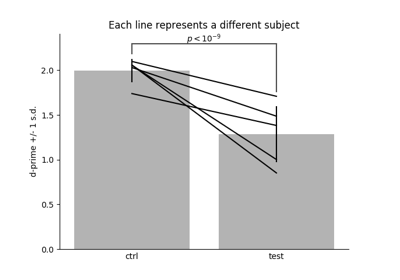 Each line represents a different subject
p < 10⁻⁹
2.0
1.5
1.0
0.5
0.0
d-prime +/- 1 s.d.
ctrl test